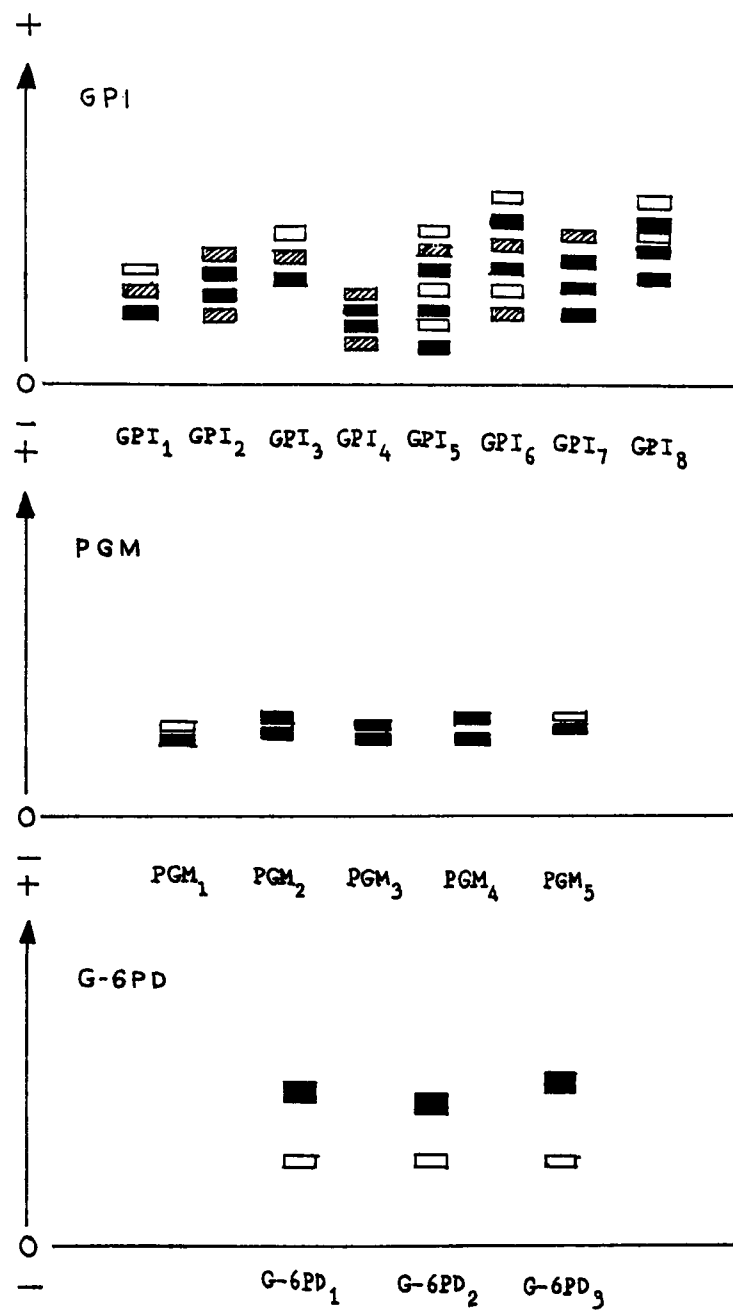 +
GPI
O
−
GPI₁ GPI₂ GPI₃ GPI₄ GPI₅ GPI₆ GPI₇ GPI₈
+
PGM
O
−
PGM₁ PGM₂ PGM₃ PGM₄ PGM₅
+
G-6PD
O
−
G-6PD₁ G-6PD₂ G-6PD₃